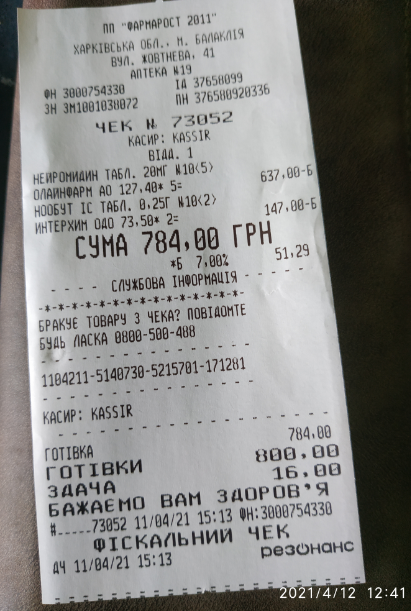 ПП "ФАРМАРОСТ 2011"
ХАРКІВСЬКА ОБЛ., М. БАЛАКЛІЯ
ВУЛ. ЖОВТНЕВА, 41
АПТЕКА №19
ФН 3000754330 ІД 37658099
ЗН ЗМ1001038072 ПН 376580920336
ЧЕК № 73052
КАСИР: KASSIR
ВІДД. 1
НЕЙРОМИДИН ТАБЛ. 20МГ №10<5>
ОЛАИНФАРМ АО 127,40* 5= 637,00-Б
НООБУТ ІС ТАБЛ. 0,25Г №10<2>
ИНТЕРХИМ ОДО 73,50* 2= 147,00-Б
СУМА 784,00 ГРН
*Б 7,00% 51,29
- - - - СЛУЖБОВА ІНФОРМАЦІЯ - - - - -
-*-*-*-*-*-*-*-*-*-*-*-*-*-*-
БРАКУЄ ТОВАРУ З ЧЕКА? ПОВІДОМТЕ
БУДЬ ЛАСКА 0800-500-488
1104211-5140730-5215701-171281
КАСИР: KASSIR
ГОТІВКА 784,00
ГОТІВКИ 800,00
ЗДАЧА 16,00
БАЖАЄМО ВАМ ЗДОРОВ'Я
#.....73052 11/04/21 15:13 ФН:3000754330
ФІСКАЛЬНИЙ ЧЕК
ДЧ 11/04/21 15:13 резонанс
2021/4/12 12:41